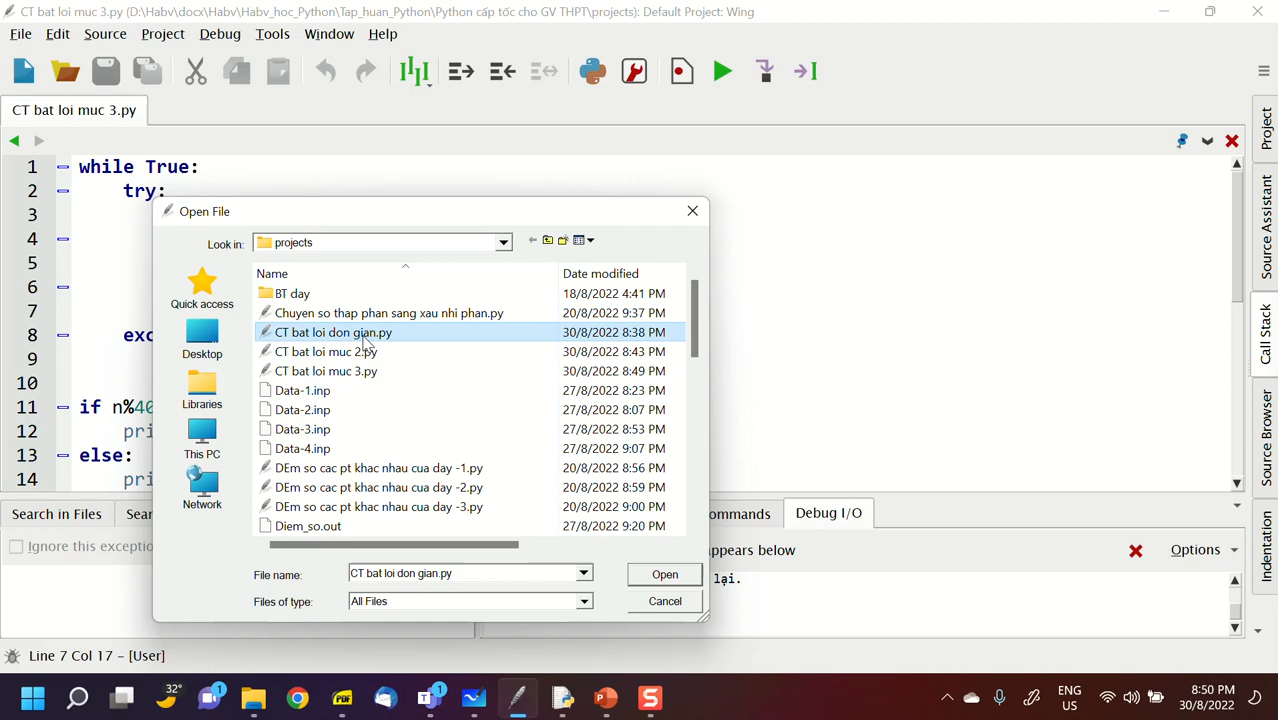 CT bat loi muc 3.py (D:\Habv\docx\Habv\Habv_hoc_Python\Tap_huan_Python\Python cấp tốc cho GV THPT\projects): Default Project: Wing
File Edit Source Project Debug Tools Window Help
CT bat loi muc 3.py
1 while True:
2 try:
3
4
5
6
7
8 exc
9
10
11 if n%40
12 pri
13 else:
14 pri
Open File
Look in: projects
Name Date modified
BT day 18/8/2022 4:41 PM
Chuyen so thap phan sang xau nhi phan.py 20/8/2022 9:37 PM
CT bat loi don gian.py 30/8/2022 8:38 PM
CT bat loi muc 2.py 30/8/2022 8:43 PM
CT bat loi muc 3.py 30/8/2022 8:49 PM
Data-1.inp 27/8/2022 8:23 PM
Data-2.inp 27/8/2022 8:07 PM
Data-3.inp 27/8/2022 8:53 PM
Data-4.inp 27/8/2022 9:07 PM
DEm so cac pt khac nhau cua day -1.py 20/8/2022 8:56 PM
DEm so cac pt khac nhau cua day -2.py 20/8/2022 8:59 PM
DEm so cac pt khac nhau cua day -3.py 20/8/2022 9:00 PM
Diem_so.out 27/8/2022 9:20 PM
Quick access
Desktop
Libraries
This PC
Network
File name: CT bat loi don gian.py Open
Files of type: All Files Cancel
Project
Source Assistant
Call Stack
Source Browser
Indentation
Search in Files Sear ommands Debug I/O
Ignore this exceptio appears below Options
lại.
Line 7 Col 17 – [User]
32° 1 1 PDF S ENG
US
8:50 PM
30/8/2022